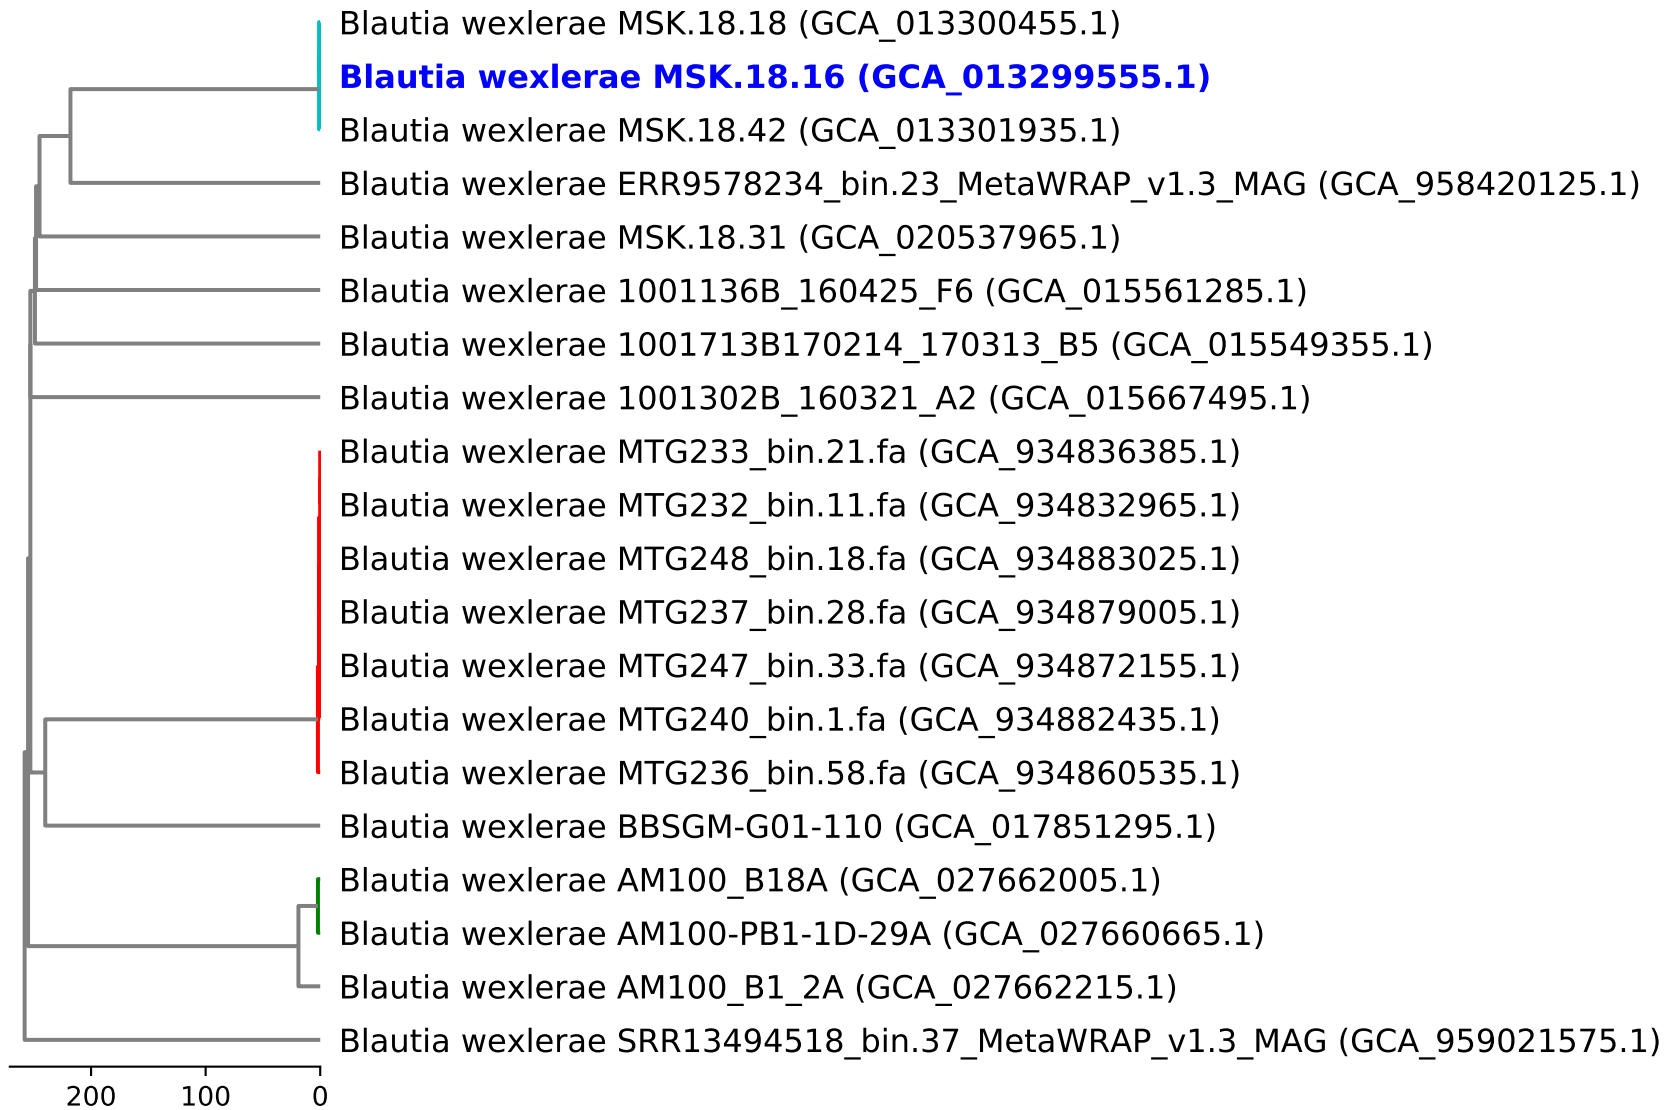 Blautia wexlerae MSK.18.18 (GCA_013300455.1)
Blautia wexlerae MSK.18.16 (GCA_013299555.1)
Blautia wexlerae MSK.18.42 (GCA_013301935.1)
Blautia wexlerae ERR9578234_bin.23_MetaWRAP_v1.3_MAG (GCA_958420125.1)
Blautia wexlerae MSK.18.31 (GCA_020537965.1)
Blautia wexlerae 1001136B_160425_F6 (GCA_015561285.1)
Blautia wexlerae 1001713B170214_170313_B5 (GCA_015549355.1)
Blautia wexlerae 1001302B_160321_A2 (GCA_015667495.1)
Blautia wexlerae MTG233_bin.21.fa (GCA_934836385.1)
Blautia wexlerae MTG232_bin.11.fa (GCA_934832965.1)
Blautia wexlerae MTG248_bin.18.fa (GCA_934883025.1)
Blautia wexlerae MTG237_bin.28.fa (GCA_934879005.1)
Blautia wexlerae MTG247_bin.33.fa (GCA_934872155.1)
Blautia wexlerae MTG240_bin.1.fa (GCA_934882435.1)
Blautia wexlerae MTG236_bin.58.fa (GCA_934860535.1)
Blautia wexlerae BBSGM-G01-110 (GCA_017851295.1)
Blautia wexlerae AM100_B18A (GCA_027662005.1)
Blautia wexlerae AM100-PB1-1D-29A (GCA_027660665.1)
Blautia wexlerae AM100_B1_2A (GCA_027662215.1)
Blautia wexlerae SRR13494518_bin.37_MetaWRAP_v1.3_MAG (GCA_959021575.1)
200 100 0